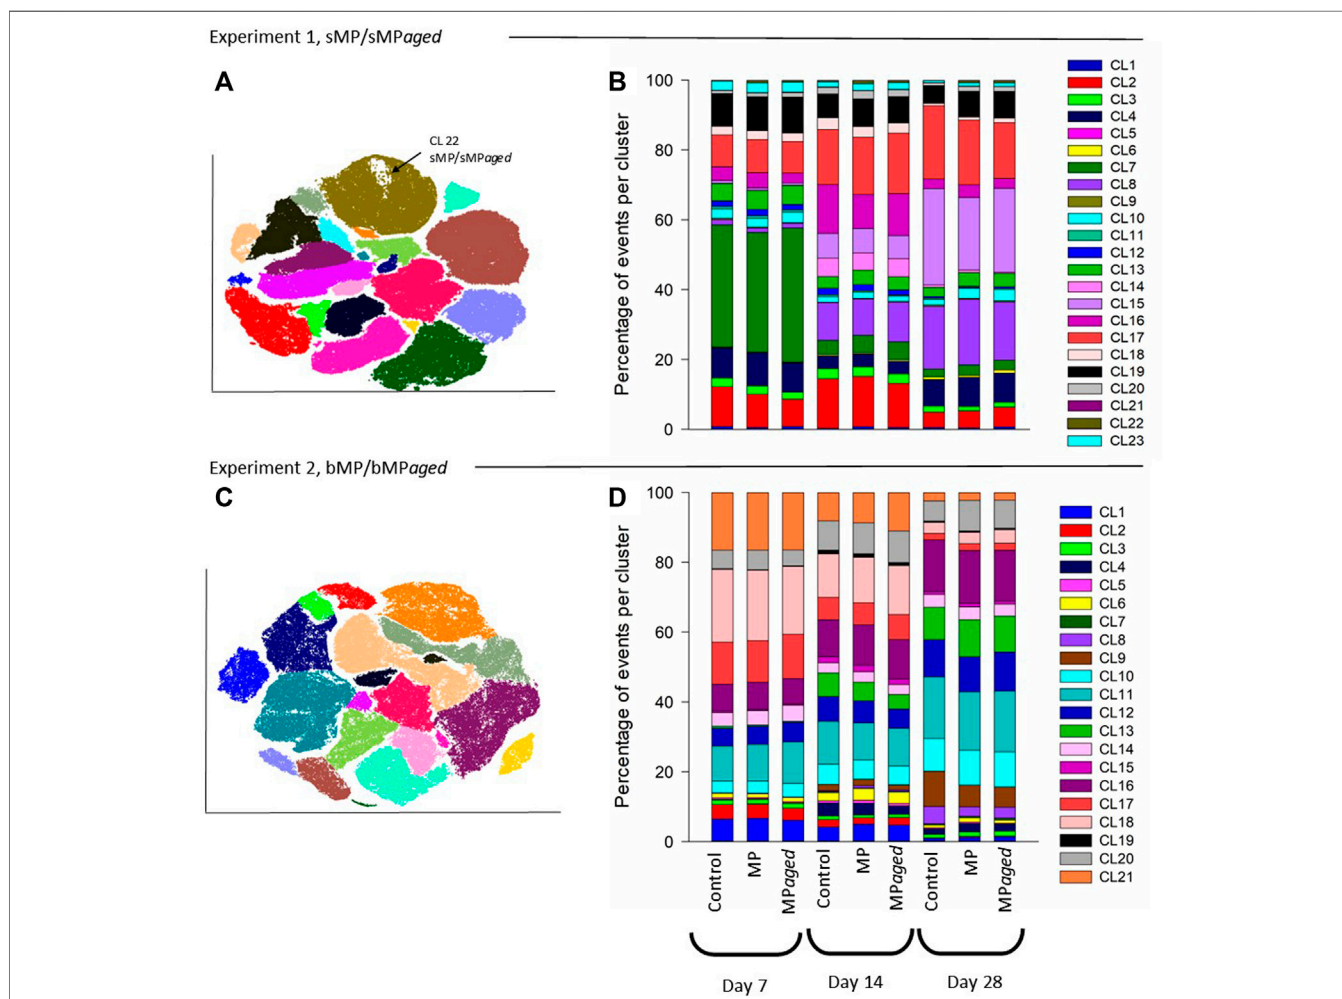 Experiment 1, sMP/sMPaged
A
CL 22
sMP/sMPaged
B
Percentage of events per cluster
100
80
60
40
20
0
CL1
CL2
CL3
CL4
CL5
CL6
CL7
CL8
CL9
CL10
CL11
CL12
CL13
CL14
CL15
CL16
CL17
CL18
CL19
CL20
CL21
CL22
CL23
Experiment 2, bMP/bMPaged
C
D
Percentage of events per cluster
100
80
60
40
20
0
CL1
CL2
CL3
CL4
CL5
CL6
CL7
CL8
CL9
CL10
CL11
CL12
CL13
CL14
CL15
CL16
CL17
CL18
CL19
CL20
CL21
Control
MP
MPaged
Control
MP
MPaged
Control
MP
MPaged
Day 7
Day 14
Day 28